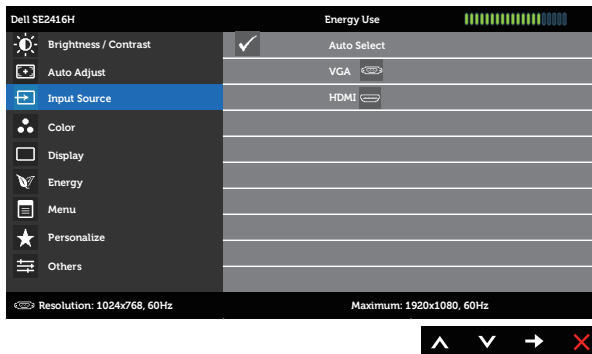 Dell SE2416H Energy Use
Brightness / Contrast Auto Select
Auto Adjust VGA
Input Source HDMI
Color
Display
Energy
Menu
Personalize
Others
Resolution: 1024x768, 60Hz Maximum: 1920x1080, 60Hz